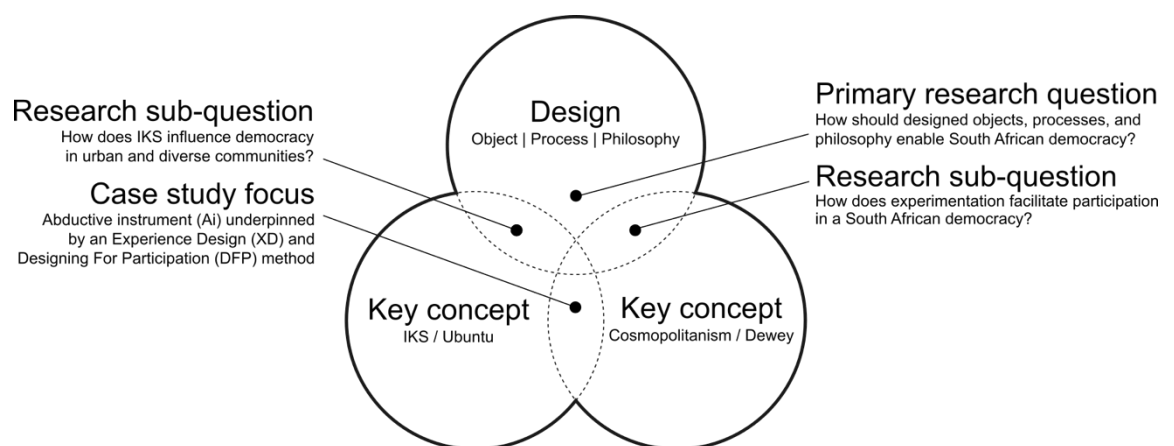 Research sub-question
How does IKS influence democracy
in urban and diverse communities?
Case study focus
Abductive instrument (Ai) underpinned
by an Experience Design (XD) and
Designing For Participation (DFP) method
Design
Object | Process | Philosophy
Primary research question
How should designed objects, processes, and
philosophy enable South African democracy?
Research sub-question
How does experimentation facilitate participation
in a South African democracy?
Key concept
IKS / Ubuntu
Key concept
Cosmopolitanism / Dewey